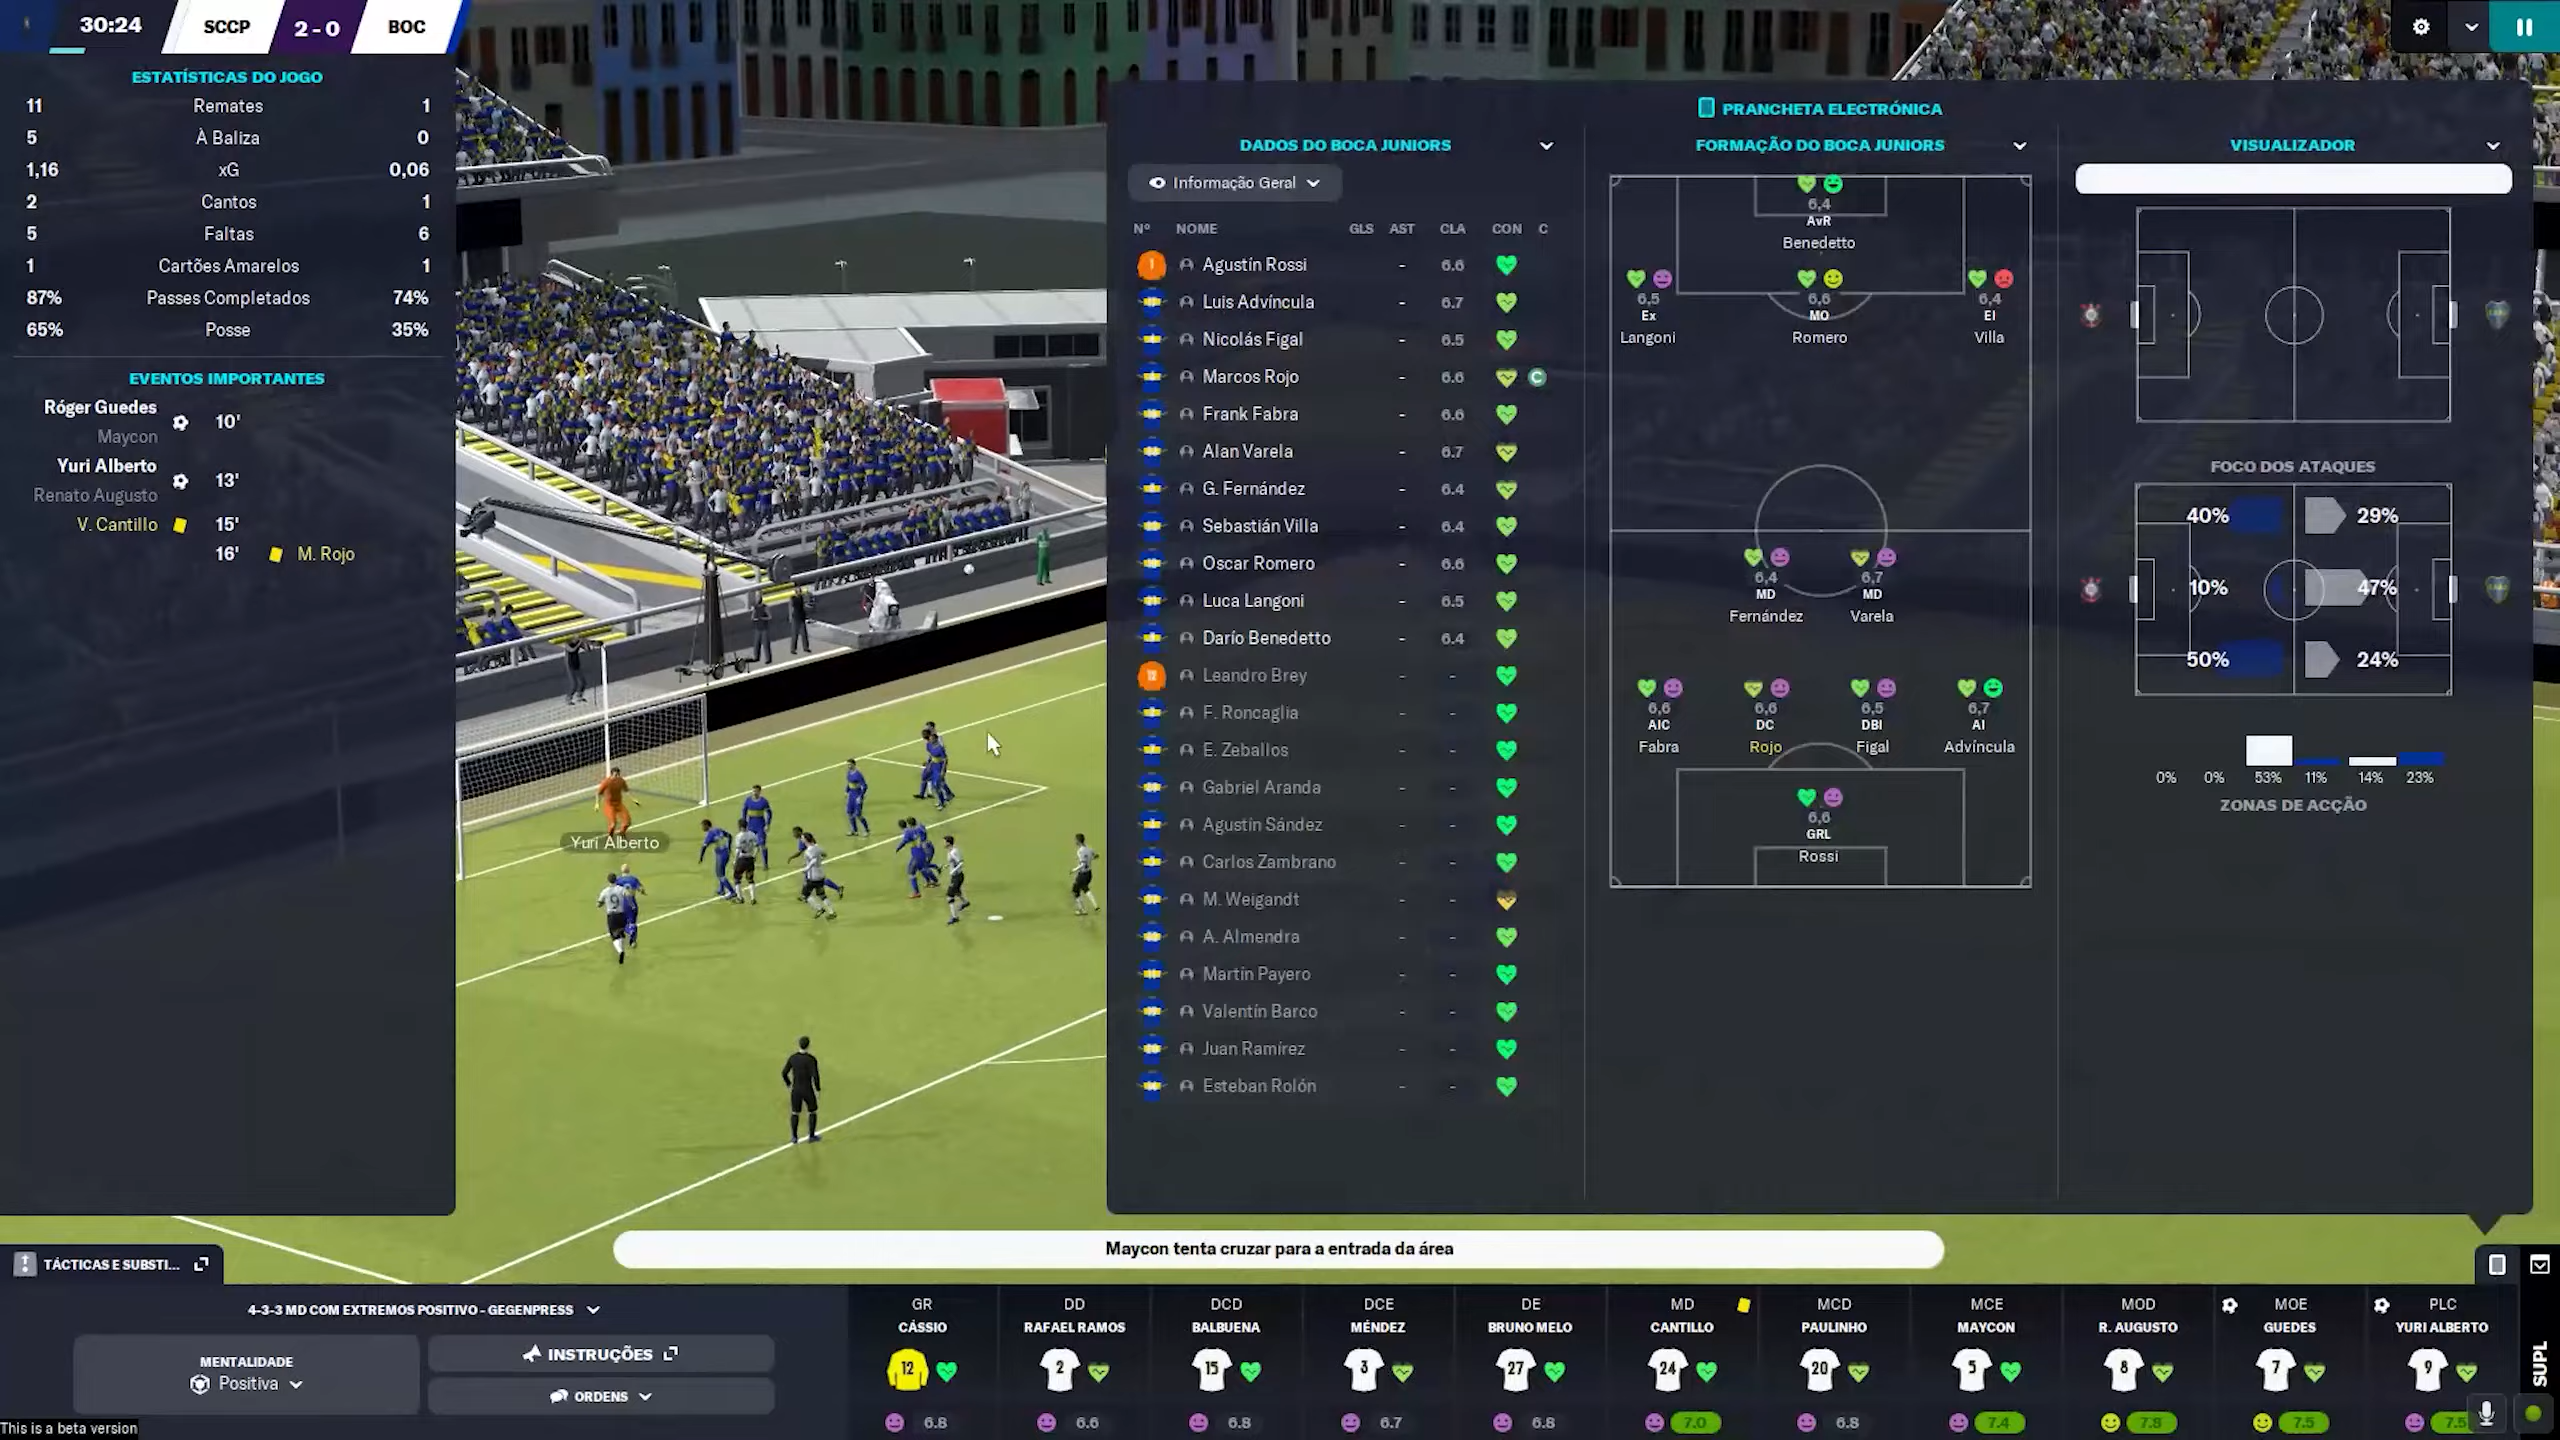 30:24
SCCP
2 - 0
BOC
ESTATÍSTICAS DO JOGO
11 Remates 1
5 À Baliza 0
1,16 xG 0,06
2 Cantos 1
5 Faltas 6
1 Cartões Amarelos 1
87% Passes Completados 74%
65% Posse 35%
EVENTOS IMPORTANTES
Róger Guedes
Maycon
10'
Yuri Alberto
Renato Augusto
13'
V. Cantillo 15'
16' M. Rojo
Yuri Alberto
PRANCHETA ELECTRÓNICA
DADOS DO BOCA JUNIORS
Informação Geral
Nº NOME GLS AST CLA CON C
1 Agustín Rossi - 6.6
Luis Advíncula - 6.7
Nicolás Figal - 6.5
Marcos Rojo - 6.6 C
Frank Fabra - 6.6
Alan Varela - 6.7
G. Fernández - 6.4
Sebastián Villa - 6.4
Oscar Romero - 6.6
Luca Langoni - 6.5
Darío Benedetto - 6.4
Leandro Brey - -
F. Roncaglia - -
E. Zeballos - -
Gabriel Aranda - -
Agustín Sández - -
Carlos Zambrano - -
M. Weigandt - -
A. Almendra - -
Martín Payero - -
Valentín Barco - -
Juan Ramírez - -
Esteban Rolón - -
FORMAÇÃO DO BOCA JUNIORS
6,4
AvR
Benedetto
6,5 6,6 6,4
Ex MO EI
Langoni Romero Villa
6,4 6,7
MD MD
Fernández Varela
6,6 6,6 6,5 6,7
AIC DC DBI AI
Fabra Rojo Figal Advíncula
6,6
GRL
Rossi
VISUALIZADOR
FOCO DOS ATAQUES
40% 29%
10% 47%
50% 24%
0% 0% 53% 11% 14% 23%
ZONAS DE ACÇÃO
Maycon tenta cruzar para a entrada da área
TÁCTICAS E SUBSTI...
4-3-3 MD COM EXTREMOS POSITIVO - GEGENPRESS
MENTALIDADE
Positiva
INSTRUÇÕES
ORDENS
GR DD DCD DCE DE MD MCD MCE MOD MOE PLC
CÁSSIO RAFAEL RAMOS BALBUENA MÉNDEZ BRUNO MELO CANTILLO PAULINHO MAYCON R. AUGUSTO GUEDES YURI ALBERTO
12 2 15 3 27 24 20 5 8 7 9
6.8 6.6 6.8 6.7 6.8 7.0 6.8 7.4 7.8 7.5 7.5
SUPL
This is a beta version